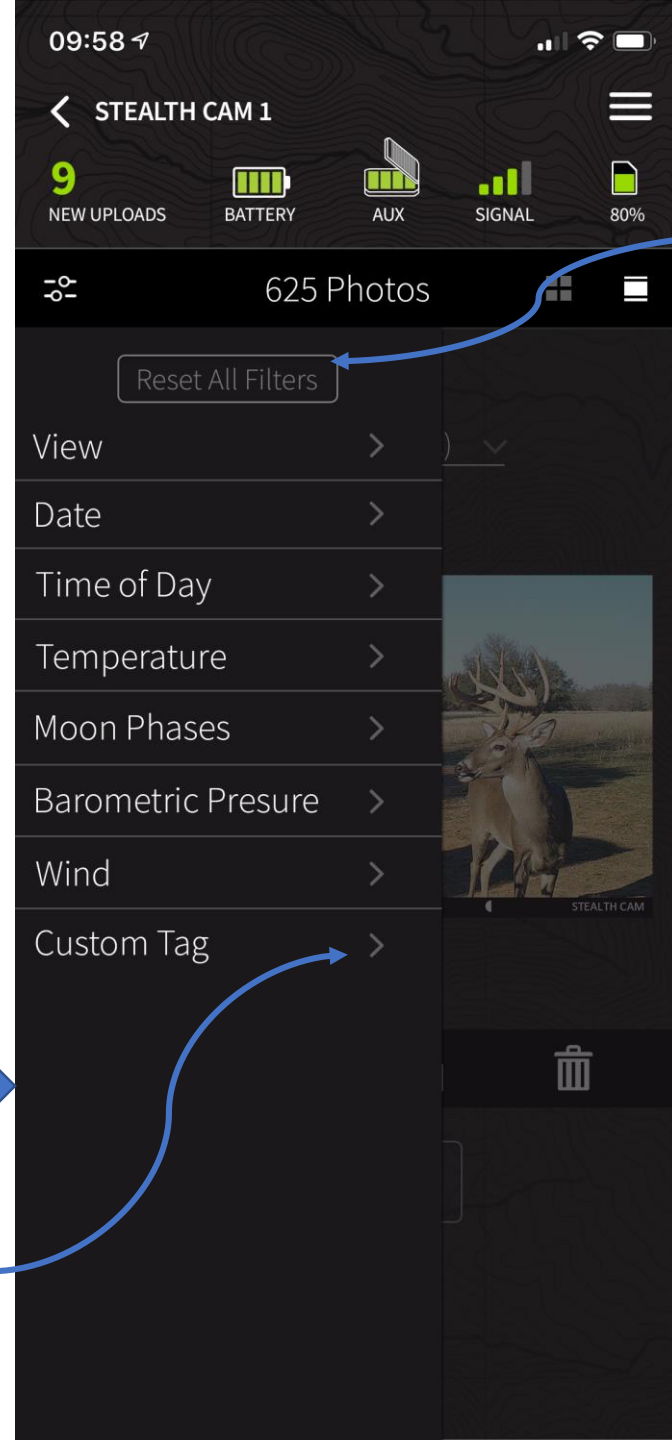 09:58
STEALTH CAM 1
9
NEW UPLOADS
BATTERY
AUX
SIGNAL
80%
625 Photos
Reset All Filters
View
)
Date
Time of Day
Temperature
Moon Phases
Barometric Presure
Wind
STEALTH CAM
Custom Tag